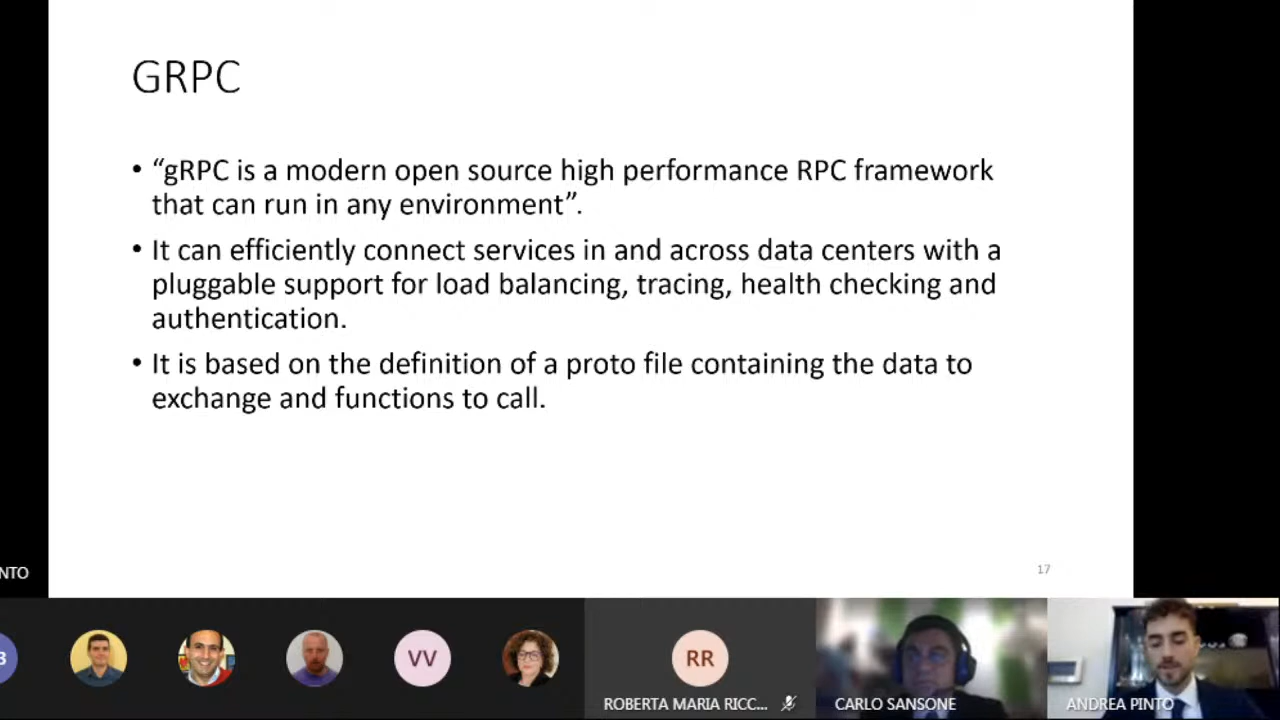 GRPC
• “gRPC is a modern open source high performance RPC framework
that can run in any environment”.
• It can efficiently connect services in and across data centers with a
pluggable support for load balancing, tracing, health checking and
authentication.
• It is based on the definition of a proto file containing the data to
exchange and functions to call.
17
NTO
3
VV
RR
ROBERTA MARIA RICC...
CARLO SANSONE
ANDREA PINTO